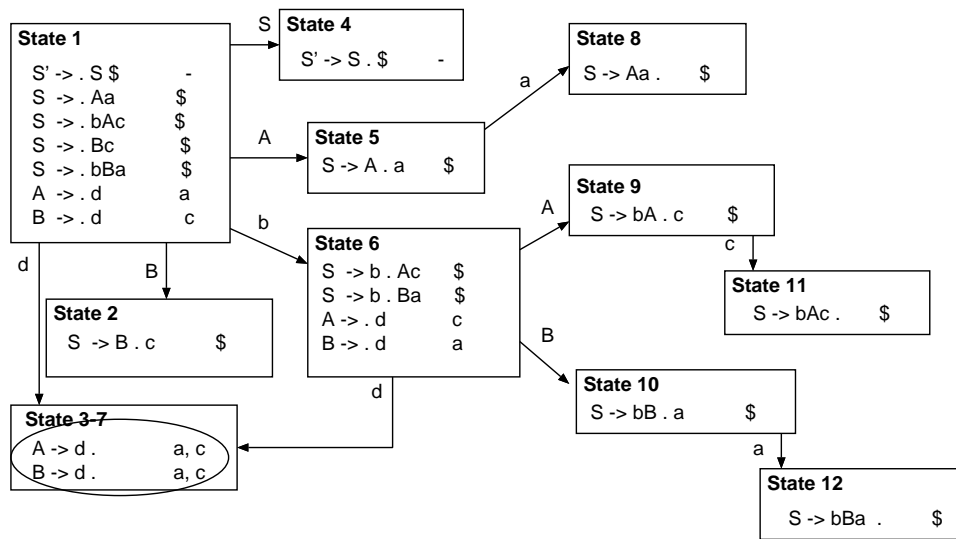 State 1
S' -> . S $ -
S -> . Aa $
S -> . bAc $
S -> . Bc $
S -> . bBa $
A -> . d a
B -> . d c
S
State 4
S' -> S . $ -
A
State 5
S -> A . a $
a
State 8
S -> Aa . $
b
State 6
S -> b . Ac $
S -> b . Ba $
A -> . d c
B -> . d a
A
State 9
S -> bA . c $
c
State 11
S -> bAc . $
d
B
State 2
S -> B . c $
B
State 10
S -> bB . a $
d
State 3-7
A -> d . a, c
B -> d . a, c
a
State 12
S -> bBa . $